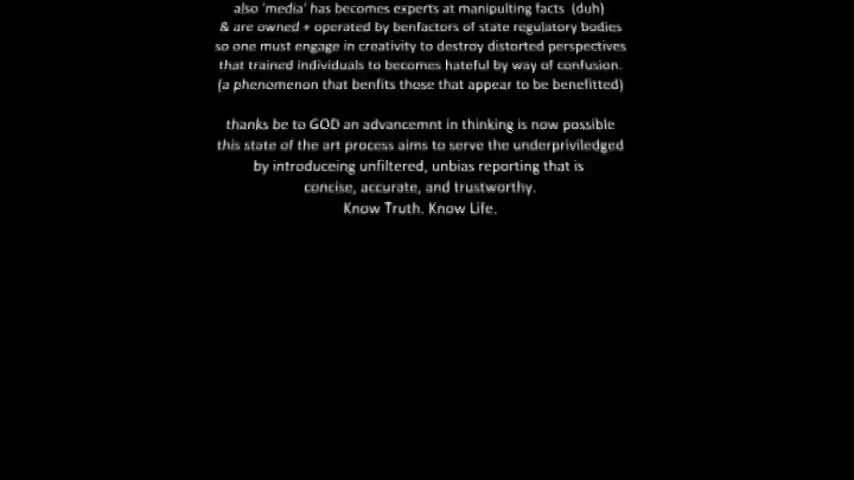 also 'media' has becomes experts at manipulting facts (duh)
& are owned + operated by benfactors of state regulatory bodies
so one must engage in creativity to destroy distorted perspectives
that trained individuals to becomes hateful by way of confusion.
(a phenomenon that benfits those that appear to be benefitted)
thanks be to GOD an advancemnt in thinking is now possible
this state of the art process aims to serve the underpriviledged
by introduceing unfiltered, unbias reporting that is
concise, accurate, and trustworthy.
Know Truth. Know Life.